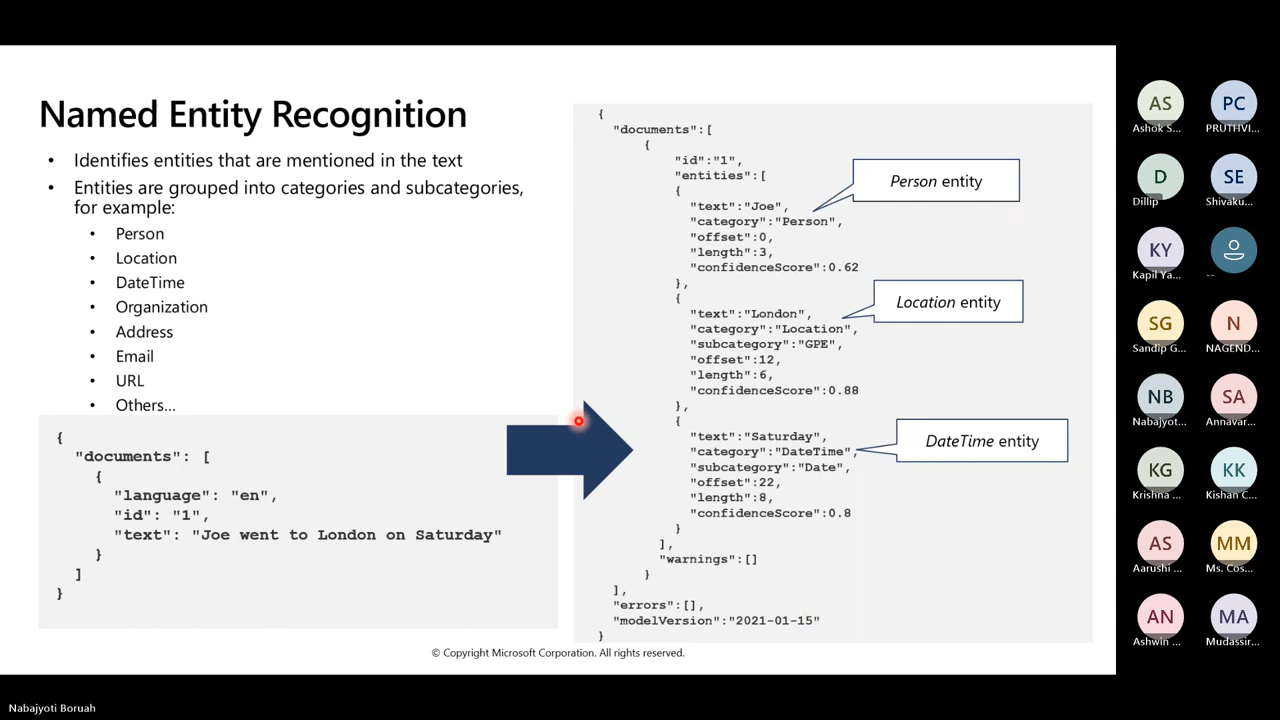 Named Entity Recognition
• Identifies entities that are mentioned in the text
• Entities are grouped into categories and subcategories,
for example:
• Person
• Location
• DateTime
• Organization
• Address
• Email
• URL
• Others...
{
"documents": [
{
"language": "en",
"id": "1",
"text": "Joe went to London on Saturday"
}
]
}
{
"documents":[
{
"id":"1",
"entities":[
{
"text":"Joe",
"category":"Person",
"offset":0,
"length":3,
"confidenceScore":0.62
},
{
"text":"London",
"category":"Location",
"subcategory":"GPE",
"offset":12,
"length":6,
"confidenceScore":0.88
},
{
"text":"Saturday",
"category":"DateTime",
"subcategory":"Date",
"offset":22,
"length":8,
"confidenceScore":0.8
}
],
"warnings":[]
}
],
"errors":[],
"modelVersion":"2021-01-15"
}
Person entity
Location entity
DateTime entity
© Copyright Microsoft Corporation. All rights reserved.
AS
Ashok S...
PC
PRUTHVI...
D
Dillip
SE
Shivaku...
KY
Kapil Ya...
--
SG
Sandip G...
N
NAGEND...
NB
Nabajyot...
SA
Annavar...
KG
Krishna ...
KK
Kishan C...
AS
Aarushi ...
MM
Ms. Cos...
AN
Ashwin ...
MA
Mudassir...
Nabajyoti Boruah